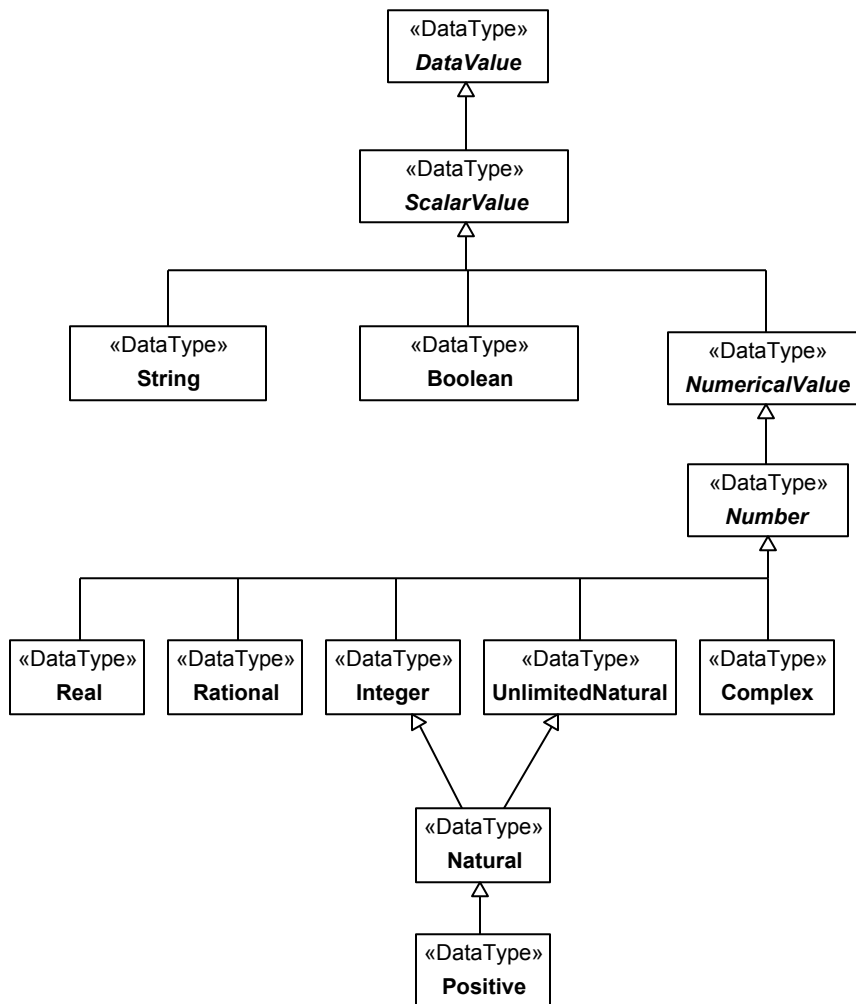 «DataType»
DataValue
«DataType»
ScalarValue
«DataType»
String
«DataType»
Boolean
«DataType»
NumericalValue
«DataType»
Number
«DataType»
Real
«DataType»
Rational
«DataType»
Integer
«DataType»
UnlimitedNatural
«DataType»
Complex
«DataType»
Natural
«DataType»
Positive